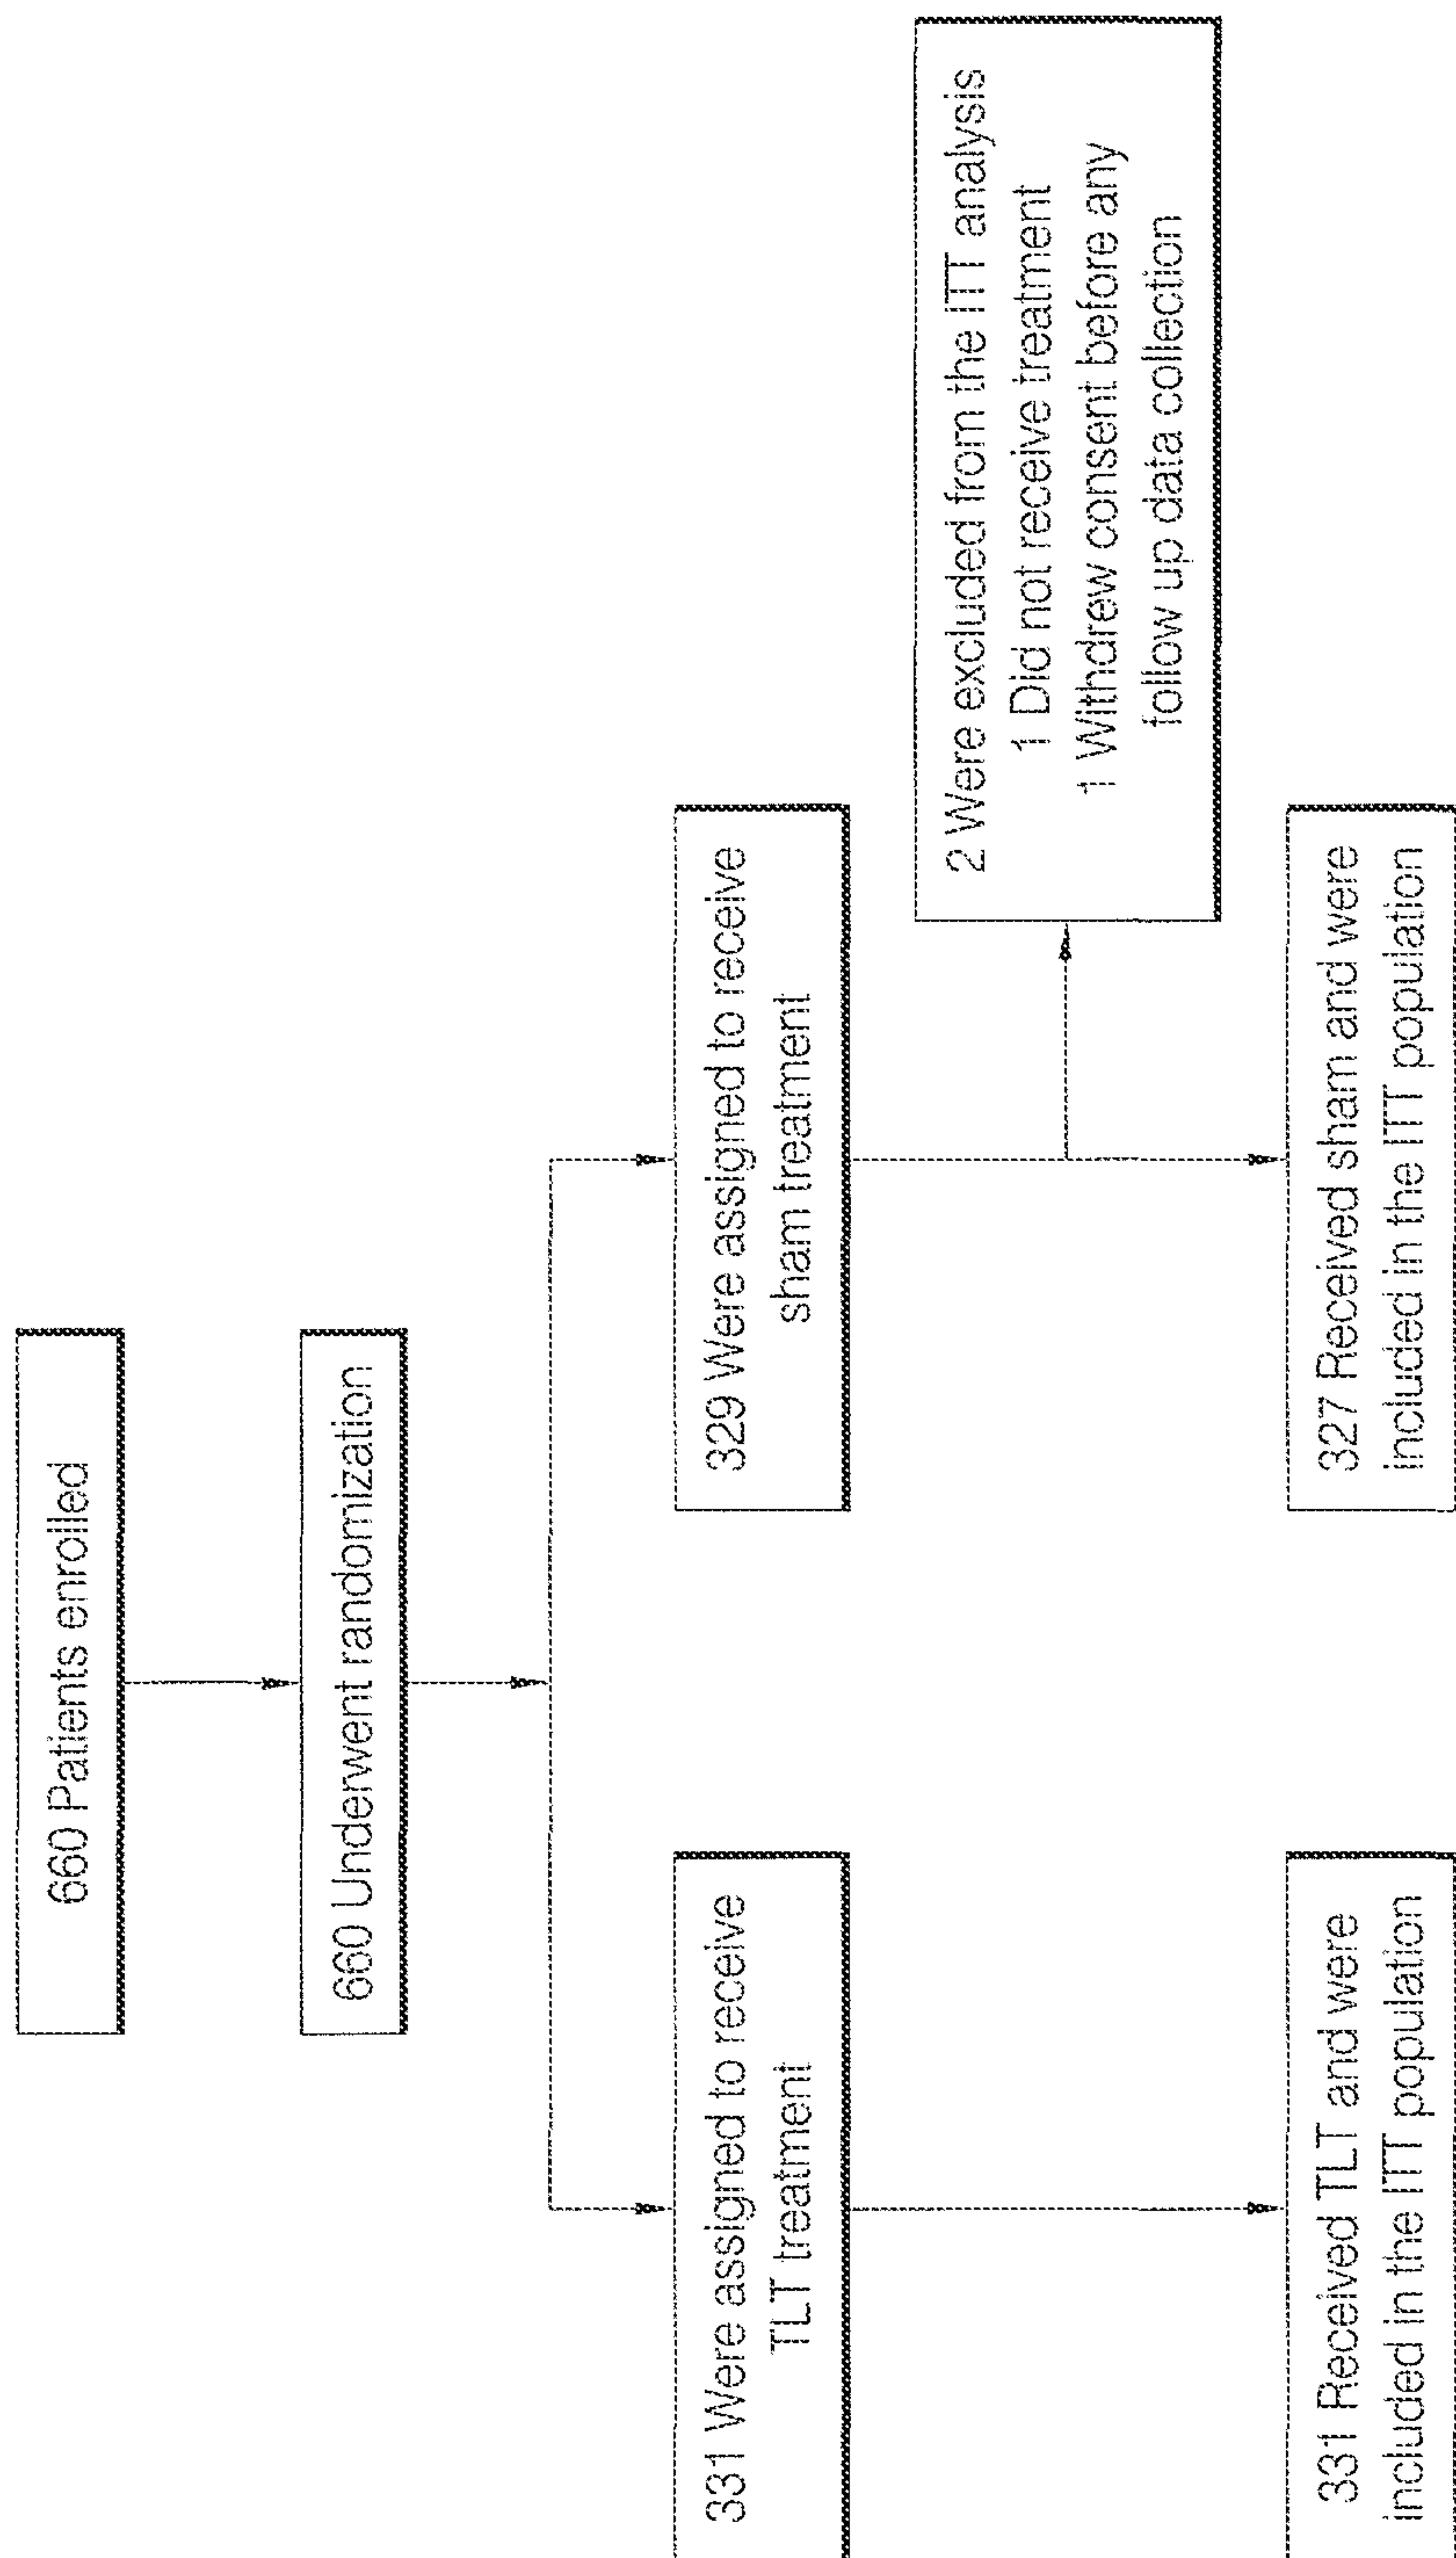 660 Patients enrolled
660 Underwent randomization
331 Were assigned to receive
TLT treatment
329 Were assigned to receive
sham treatment
2 Were excluded from the ITT analysis
1 Did not receive treatment
1 Withdrew consent before any
follow up data collection
331 Received TLT and were
included in the ITT population
327 Received sham and were
included in the ITT population